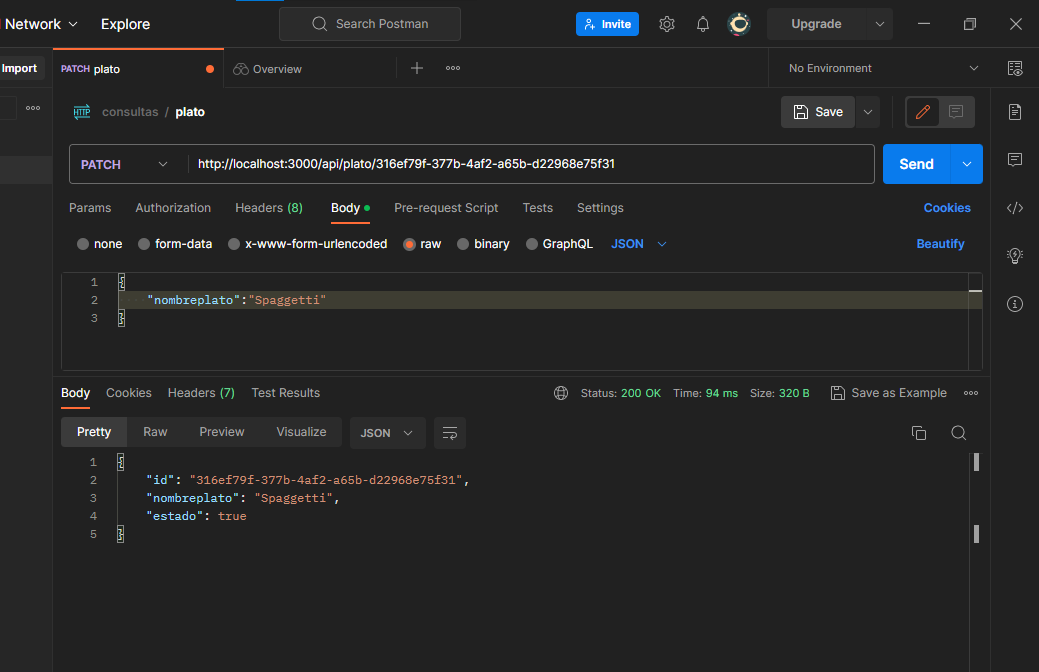 Network Explore Search Postman Invite Upgrade
Import PATCH plato Overview No Environment
HTTP consultas / plato Save
PATCH http://localhost:3000/api/plato/316ef79f-377b-4af2-a65b-d22968e75f31 Send
Params Authorization Headers (8) Body Pre-request Script Tests Settings Cookies
none form-data x-www-form-urlencoded raw binary GraphQL JSON Beautify
1 {
2 "nombreplato":"Spaggetti"
3 }
Body Cookies Headers (7) Test Results Status: 200 OK Time: 94 ms Size: 320 B Save as Example
Pretty Raw Preview Visualize JSON
1 {
2 "id": "316ef79f-377b-4af2-a65b-d22968e75f31",
3 "nombreplato": "Spaggetti",
4 "estado": true
5 }